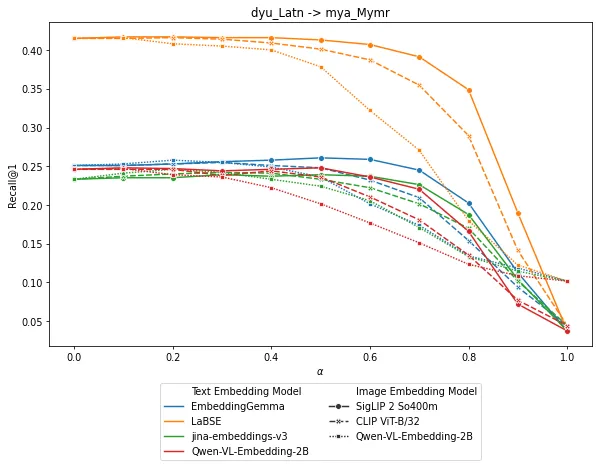 dyu_Latn -> mya_Mymr
Recall@1
0.40
0.35
0.30
0.25
0.20
0.15
0.10
0.05
0.0 0.2 0.4 0.6 0.8 1.0
α
Text Embedding Model
EmbeddingGemma
LaBSE
jina-embeddings-v3
Qwen-VL-Embedding-2B
Image Embedding Model
SigLIP 2 So400m
CLIP ViT-B/32
Qwen-VL-Embedding-2B